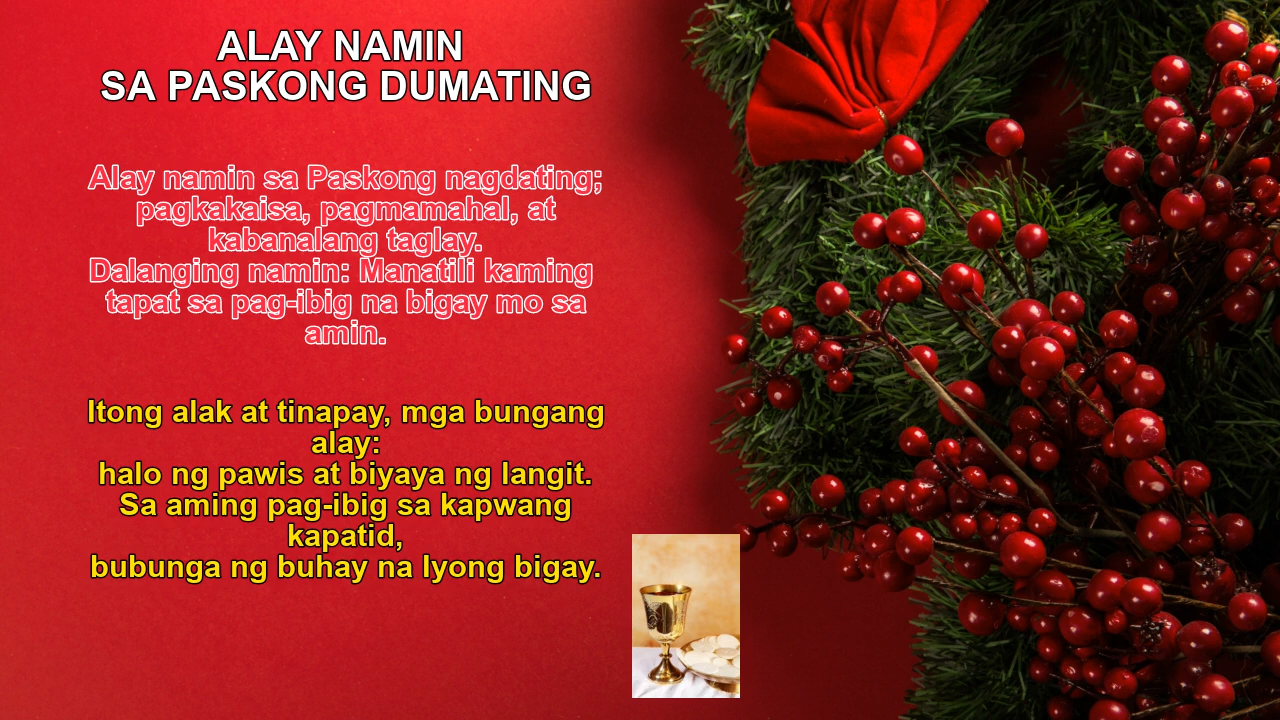 ALAY NAMIN
SA PASKONG DUMATING
Alay namin sa Paskong nagdating;
pagkakaisa, pagmamahal, at
kabanalang taglay.
Dalanging namin: Manatili kaming
tapat sa pag-ibig na bigay mo sa
amin.
Itong alak at tinapay, mga bungang
alay:
halo ng pawis at biyaya ng langit.
Sa aming pag-ibig sa kapwang
kapatid,
bubunga ng buhay na Iyong bigay.